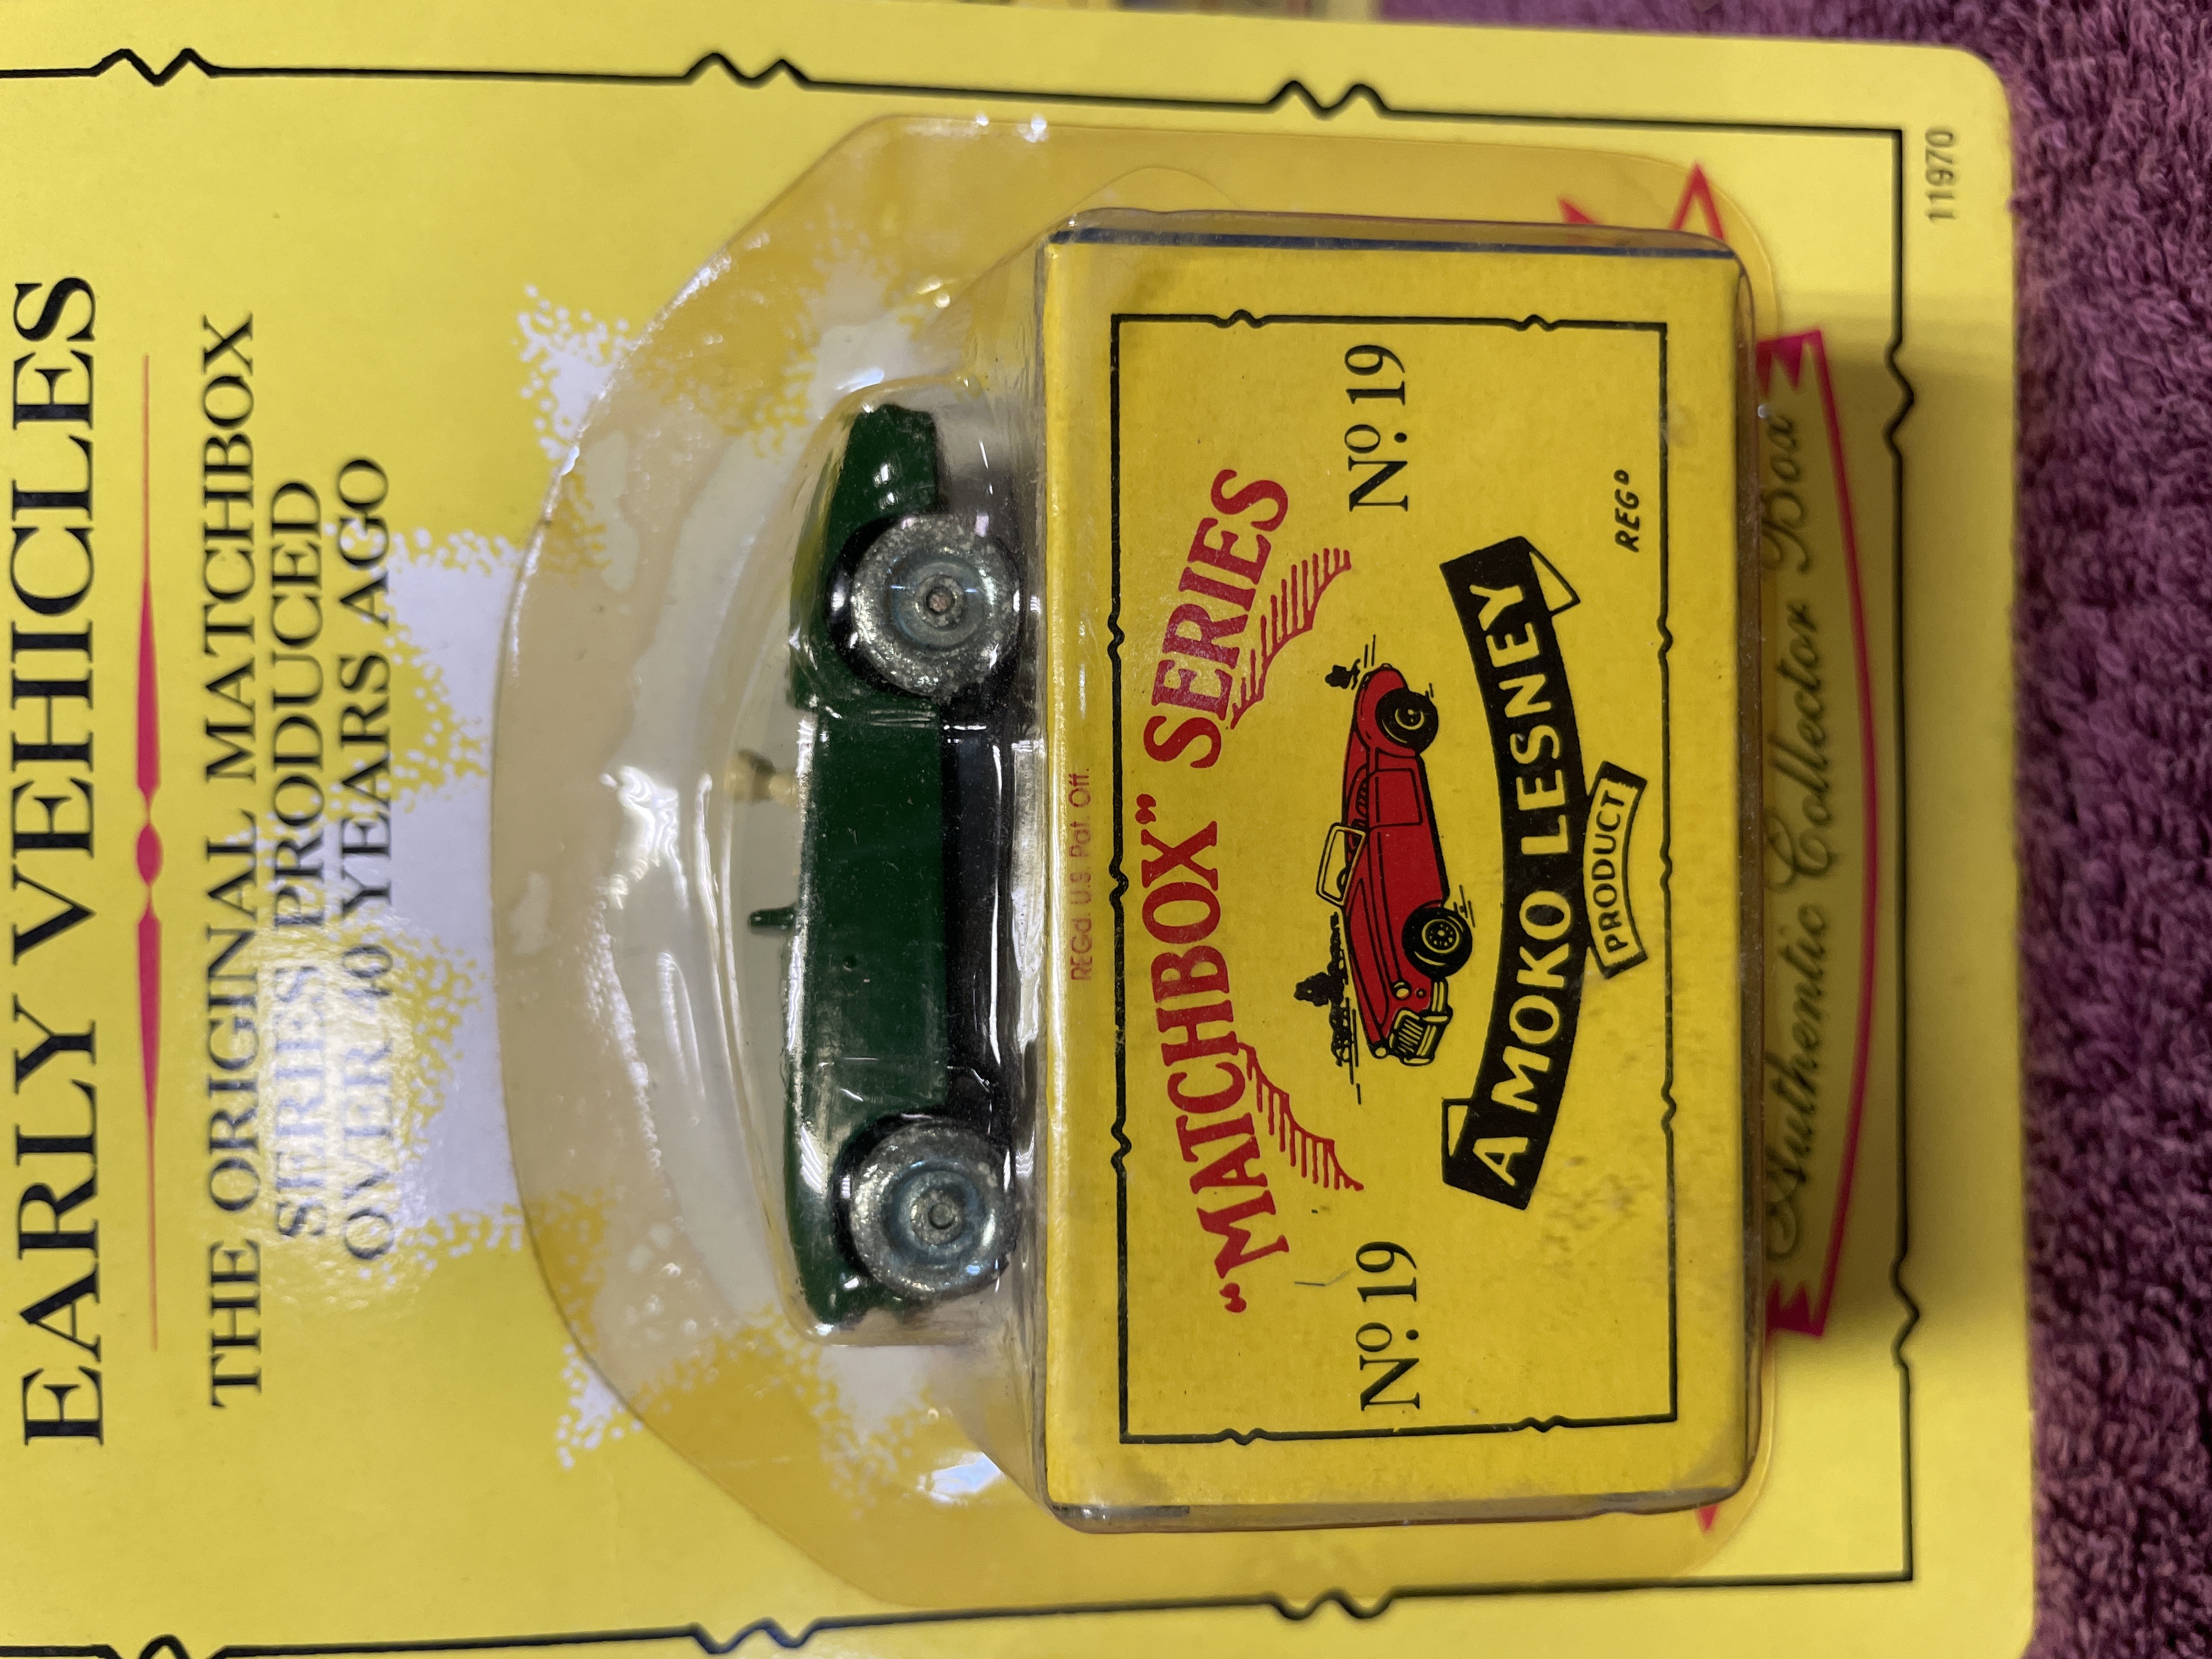 EARLY VEHICLES
THE ORIGINAL MATCHBOX
SERIES PRODUCED
OVER 40 YEARS AGO
REGd. U.S. Pat. Off.
"MATCHBOX" SERIES
Nº. 19 Nº. 19
A MOKO LESNEY
PRODUCT
REGD
Authentic Collector Box
11970